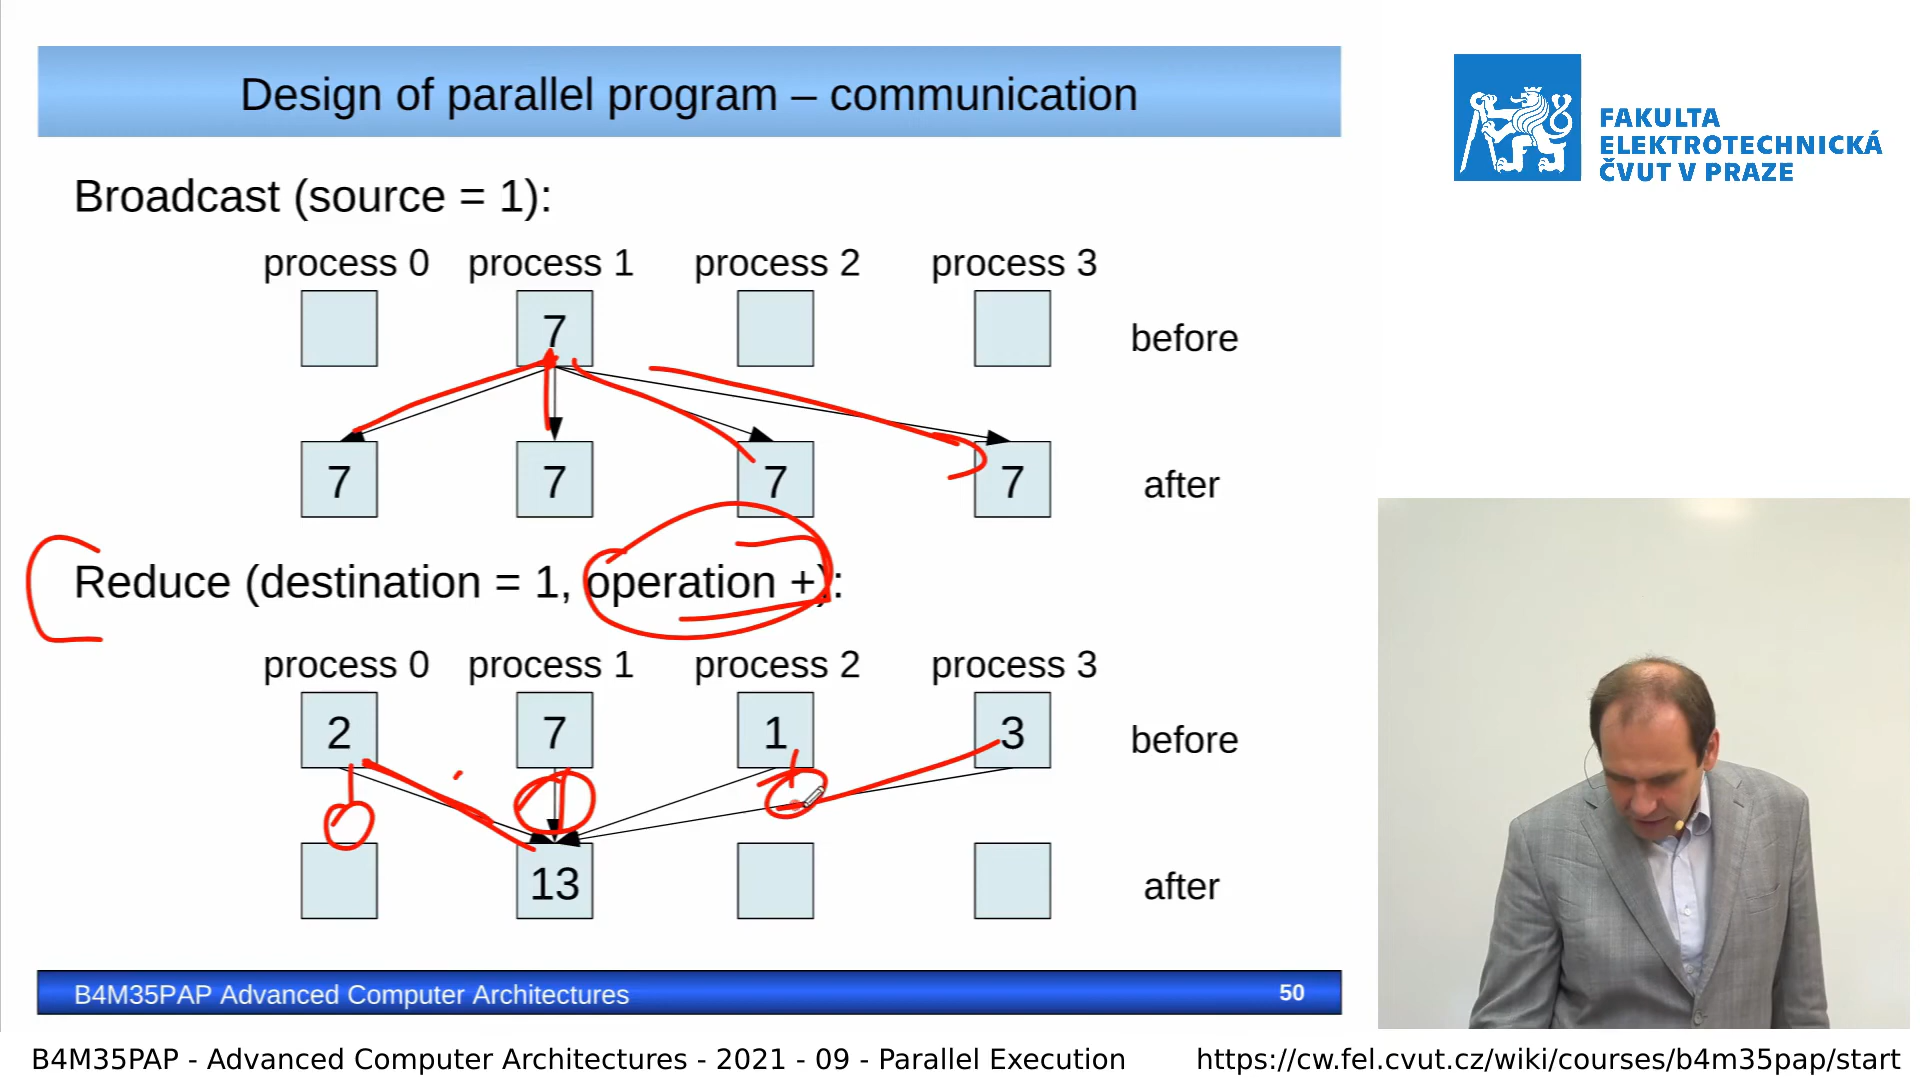 Design of parallel program – communication
FAKULTA
ELEKTROTECHNICKÁ
ČVUT V PRAZE
Broadcast (source = 1):
process 0 process 1 process 2 process 3
7 before
7 7 7 7 after
Reduce (destination = 1, operation +):
process 0 process 1 process 2 process 3
2 7 1 3 before
13 after
B4M35PAP Advanced Computer Architectures 50
B4M35PAP - Advanced Computer Architectures - 2021 - 09 - Parallel Execution https://cw.fel.cvut.cz/wiki/courses/b4m35pap/start